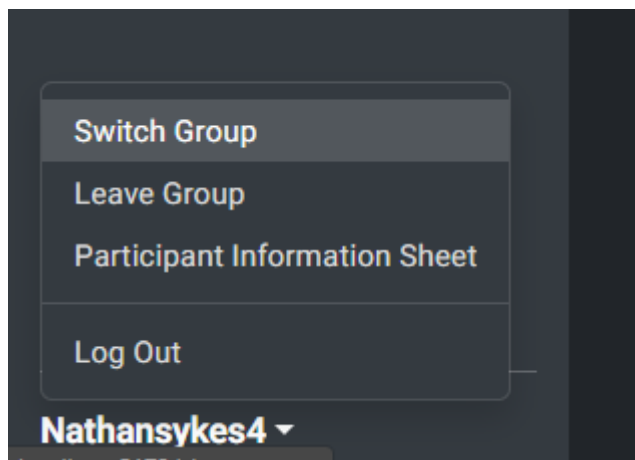 Switch Group
Leave Group
Participant Information Sheet
Log Out
Nathansykes4